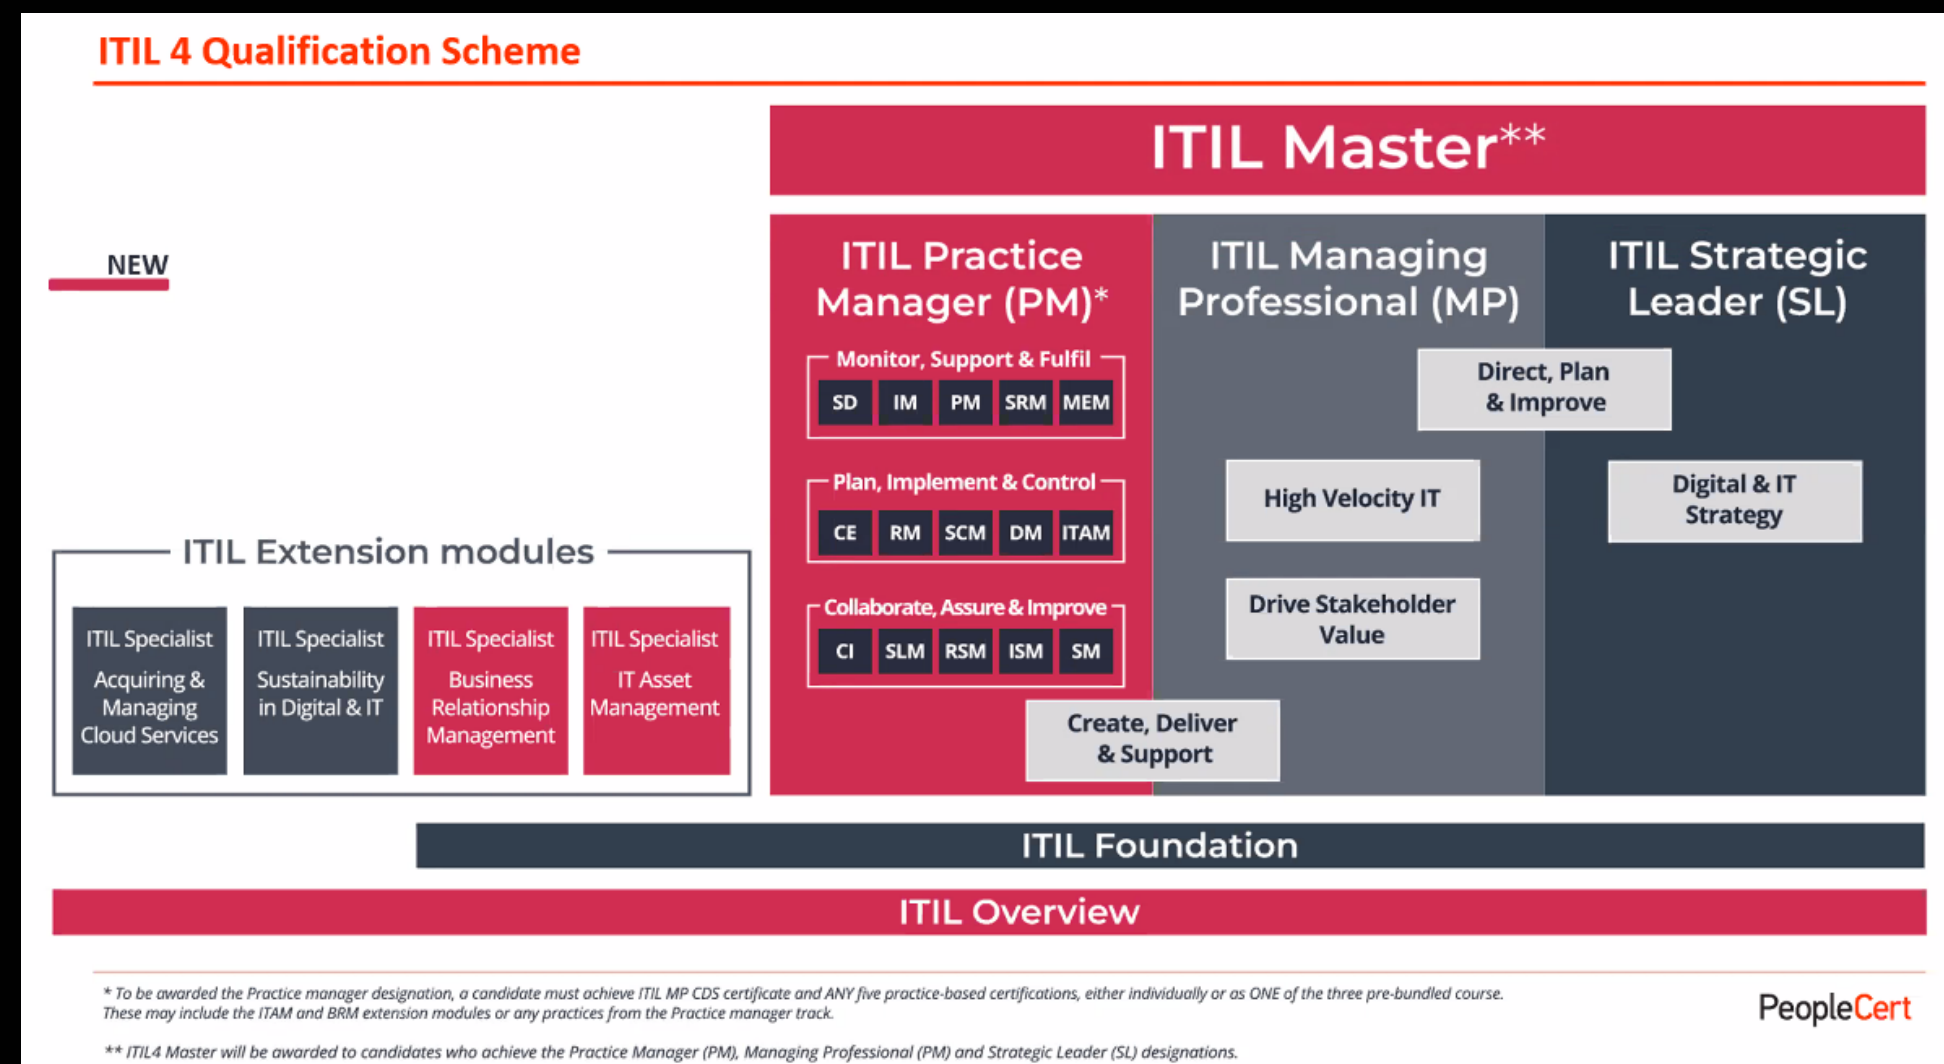 ITIL 4 Qualification Scheme
ITIL Master**
NEW
ITIL Practice
Manager (PM)*
Monitor, Support & Fulfil
SD IM PM SRM MEM
Plan, Implement & Control
CE RM SCM DM ITAM
Collaborate, Assure & Improve
CI SLM RSM ISM SM
ITIL Managing
Professional (MP)
ITIL Strategic
Leader (SL)
Direct, Plan
& Improve
High Velocity IT
Digital & IT
Strategy
Drive Stakeholder
Value
Create, Deliver
& Support
ITIL Extension modules
ITIL Specialist
Acquiring &
Managing
Cloud Services
ITIL Specialist
Sustainability
in Digital & IT
ITIL Specialist
Business
Relationship
Management
ITIL Specialist
IT Asset
Management
ITIL Foundation
ITIL Overview
* To be awarded the Practice manager designation, a candidate must achieve ITIL MP CDS certificate and ANY five practice-based certifications, either individually or as ONE of the three pre-bundled course.
These may include the ITAM and BRM extension modules or any practices from the Practice manager track.
** ITIL4 Master will be awarded to candidates who achieve the Practice Manager (PM), Managing Professional (PM) and Strategic Leader (SL) designations.
PeopleCert